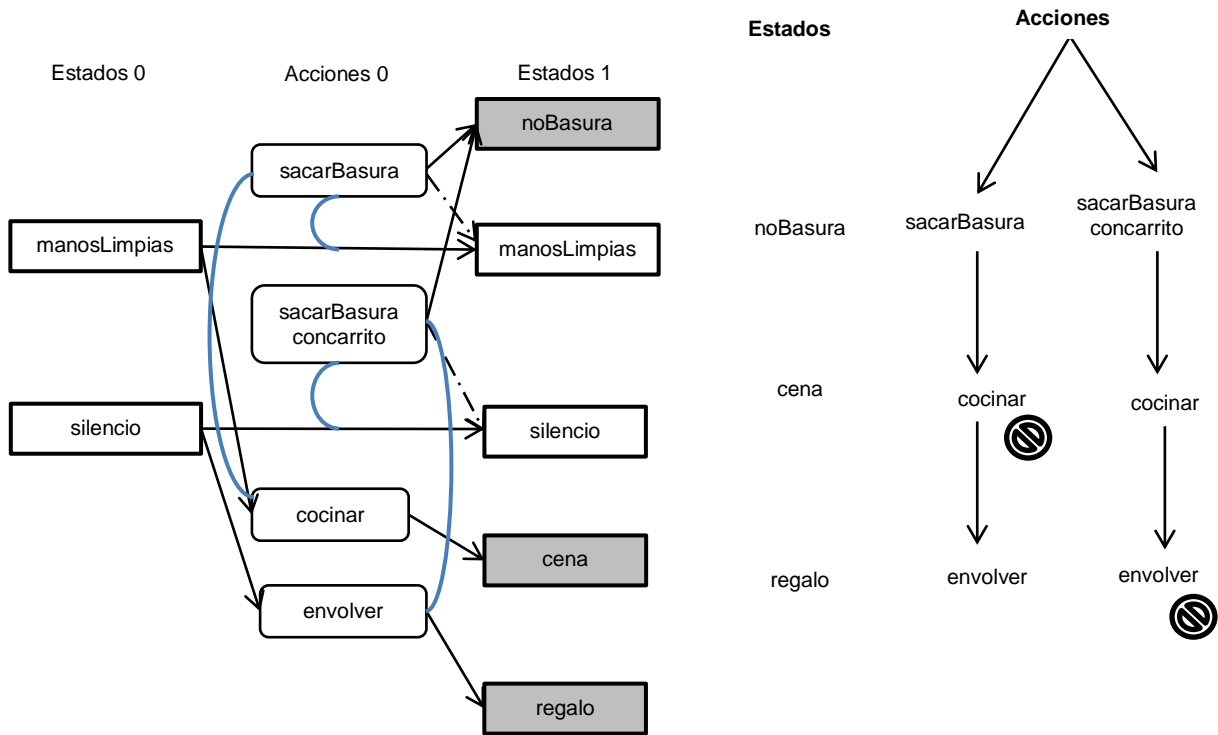 Estados 0
Acciones 0
Estados 1
noBasura
sacarBasura
manosLimpias
manosLimpias
sacarBasura
concarrito
silencio
silencio
cocinar
cena
envolver
regalo
Estados
Acciones
noBasura
sacarBasura
sacarBasura
concarrito
cena
cocinar
cocinar
regalo
envolver
envolver